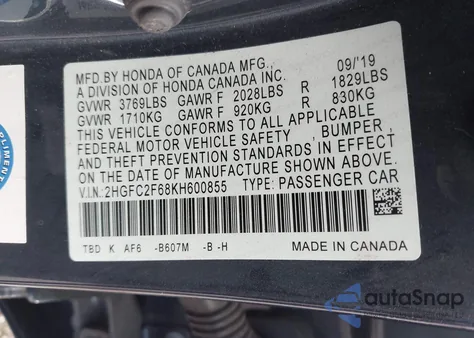 MFD.BY HONDA OF CANADA MFG., 09/'19
A DIVISION OF HONDA CANADA INC.
GVWR 3769LBS GAWR F 2028LBS R 1829LBS
GVWR 1710KG GAWR F 920KG R 830KG
THIS VEHICLE CONFORMS TO ALL APPLICABLE
FEDERAL MOTOR VEHICLE SAFETY , BUMPER,
AND THEFT PREVENTION STANDARDS IN EFFECT
ON THE DATE OF MANUFACTURE SHOWN ABOVE.
V.I.N.: 2HGFC2F68KH600855 TYPE: PASSENGER CAR
TBD K AF6 -B607M -B -H MADE IN CANADA
PLIMENT
autoSnap